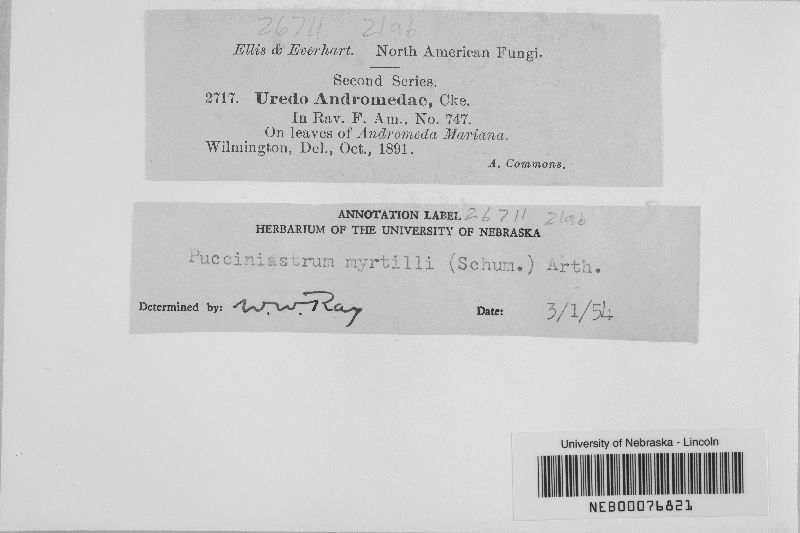 26711 21ab
Ellis & Everhart. North American Fungi.
Second Series.
2717. Uredo Andromedae, Cke.
In Rav. F. Am., No. 747.
On leaves of Andromeda Mariana.
Wilmington, Del., Oct., 1891.
A. Commons.
ANNOTATION LABEL 26711 21ab
HERBARIUM OF THE UNIVERSITY OF NEBRASKA
Pucciniastrum myrtilli (Schum.) Arth.
Determined by: W.W. Ray Date: 3/1/54
University of Nebraska - Lincoln
NEB00076821